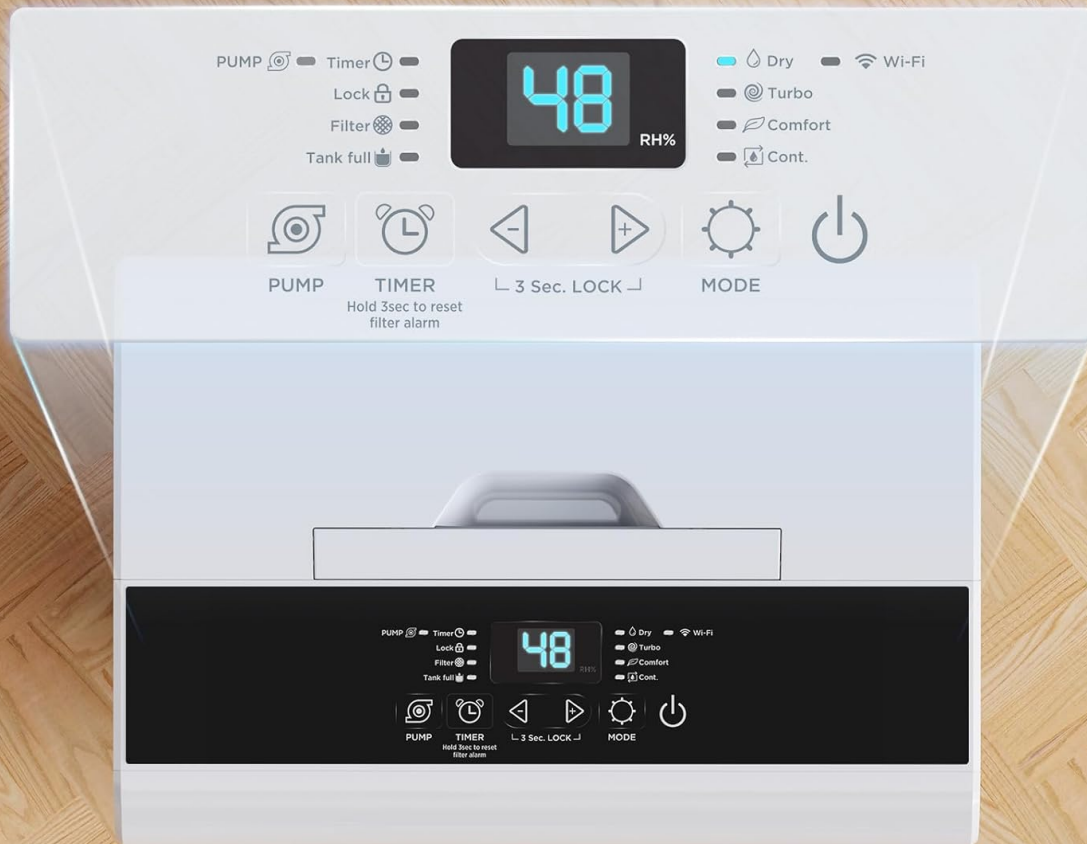 PUMP Timer
Lock
Filter
Tank full
48
RH%
Dry Wi-Fi
Turbo
Comfort
Cont.
PUMP
TIMER
Hold 3sec to reset
filter alarm
- +
3 Sec. LOCK
MODE
PUMP Timer
Lock
Filter
Tank full
48
RH%
Dry Wi-Fi
Turbo
Comfort
Cont.
PUMP
TIMER
Hold 3sec to reset
filter alarm
- +
3 Sec. LOCK
MODE